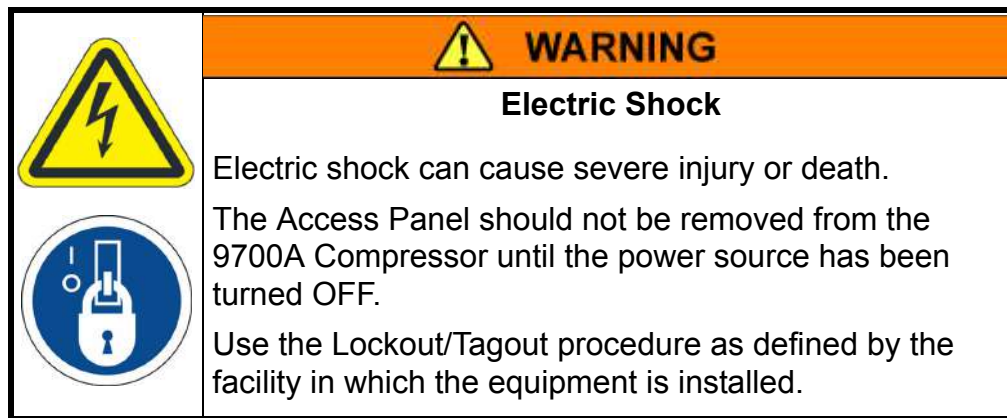 WARNING
Electric Shock
Electric shock can cause severe injury or death.
The Access Panel should not be removed from the
9700A Compressor until the power source has been
turned OFF.
Use the Lockout/Tagout procedure as defined by the
facility in which the equipment is installed.